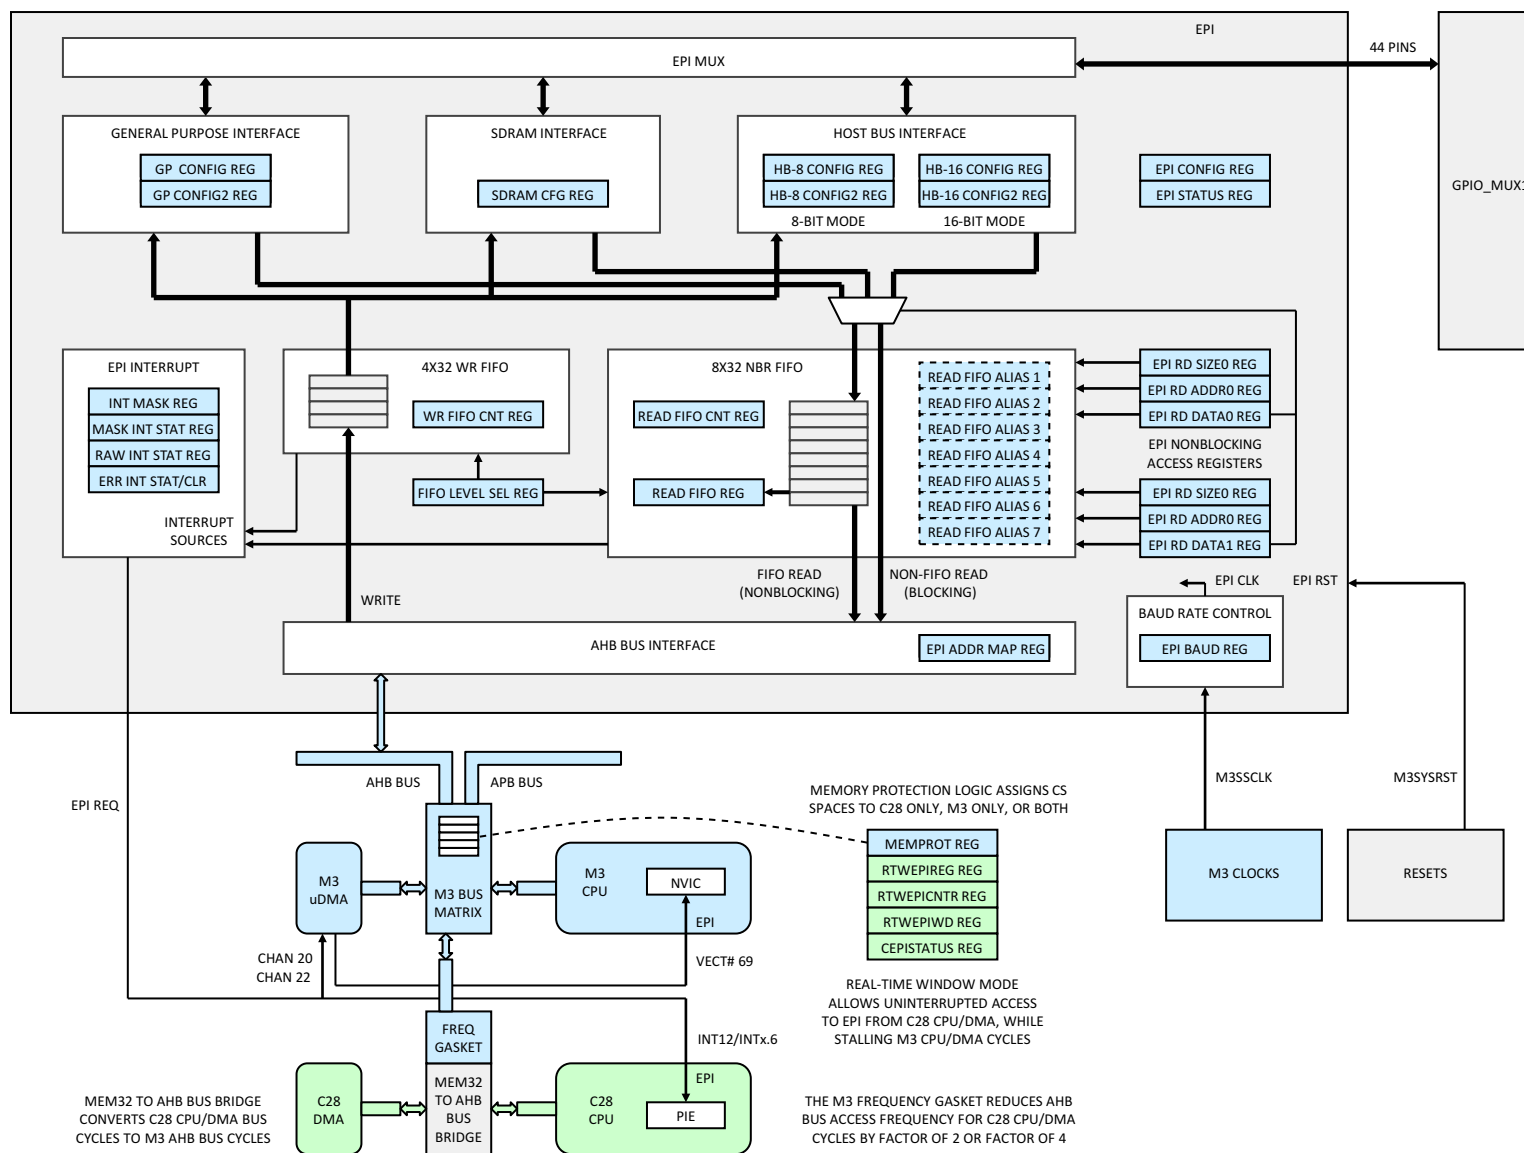 EPI
44 PINS
EPI MUX
GENERAL PURPOSE INTERFACE
GP CONFIG REG
GP CONFIG2 REG
SDRAM INTERFACE
SDRAM CFG REG
HOST BUS INTERFACE
HB-8 CONFIG REG
HB-8 CONFIG2 REG
8-BIT MODE
HB-16 CONFIG REG
HB-16 CONFIG2 REG
16-BIT MODE
EPI CONFIG REG
EPI STATUS REG
GPIO_MUX1
EPI INTERRUPT
INT MASK REG
MASK INT STAT REG
RAW INT STAT REG
ERR INT STAT/CLR
INTERRUPT
SOURCES
4X32 WR FIFO
WR FIFO CNT REG
FIFO LEVEL SEL REG
8X32 NBR FIFO
READ FIFO CNT REG
READ FIFO REG
READ FIFO ALIAS 1
READ FIFO ALIAS 2
READ FIFO ALIAS 3
READ FIFO ALIAS 4
READ FIFO ALIAS 5
READ FIFO ALIAS 6
READ FIFO ALIAS 7
EPI RD SIZE0 REG
EPI RD ADDR0 REG
EPI RD DATA0 REG
EPI NONBLOCKING
ACCESS REGISTERS
EPI RD SIZE0 REG
EPI RD ADDR0 REG
EPI RD DATA1 REG
WRITE
FIFO READ
(NONBLOCKING)
NON-FIFO READ
(BLOCKING)
EPI CLK
EPI RST
BAUD RATE CONTROL
EPI BAUD REG
AHB BUS INTERFACE
EPI ADDR MAP REG
AHB BUS
APB BUS
EPI REQ
M3SSCLK
M3SYSRST
MEMORY PROTECTION LOGIC ASSIGNS CS
SPACES TO C28 ONLY, M3 ONLY, OR BOTH
MEMPROT REG
RTWEPIREG REG
RTWEPICNTR REG
RTWEPIWD REG
CEPISTATUS REG
M3 CLOCKS
RESETS
M3
uDMA
M3 BUS
MATRIX
M3
CPU
NVIC
EPI
CHAN 20
CHAN 22
VECT# 69
REAL-TIME WINDOW MODE
ALLOWS UNINTERRUPTED ACCESS
TO EPI FROM C28 CPU/DMA, WHILE
STALLING M3 CPU/DMA CYCLES
FREQ
GASKET
INT12/INTx.6
MEM32 TO AHB BUS BRIDGE
CONVERTS C28 CPU/DMA BUS
CYCLES TO M3 AHB BUS CYCLES
C28
DMA
MEM32
TO AHB
BUS
BRIDGE
C28
CPU
EPI
PIE
THE M3 FREQUENCY GASKET REDUCES AHB
BUS ACCESS FREQUENCY FOR C28 CPU/DMA
CYCLES BY FACTOR OF 2 OR FACTOR OF 4